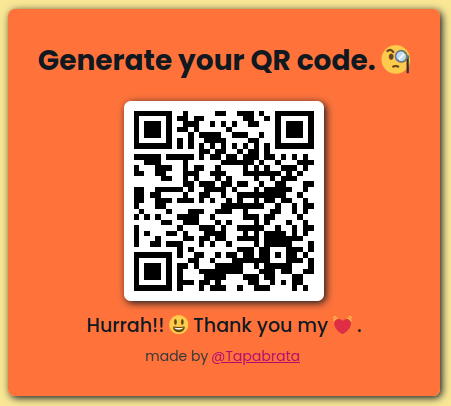 Generate your QR code. 🧐
Hurrah!! 😃 Thank you my 💓 .
made by @Tapabrata